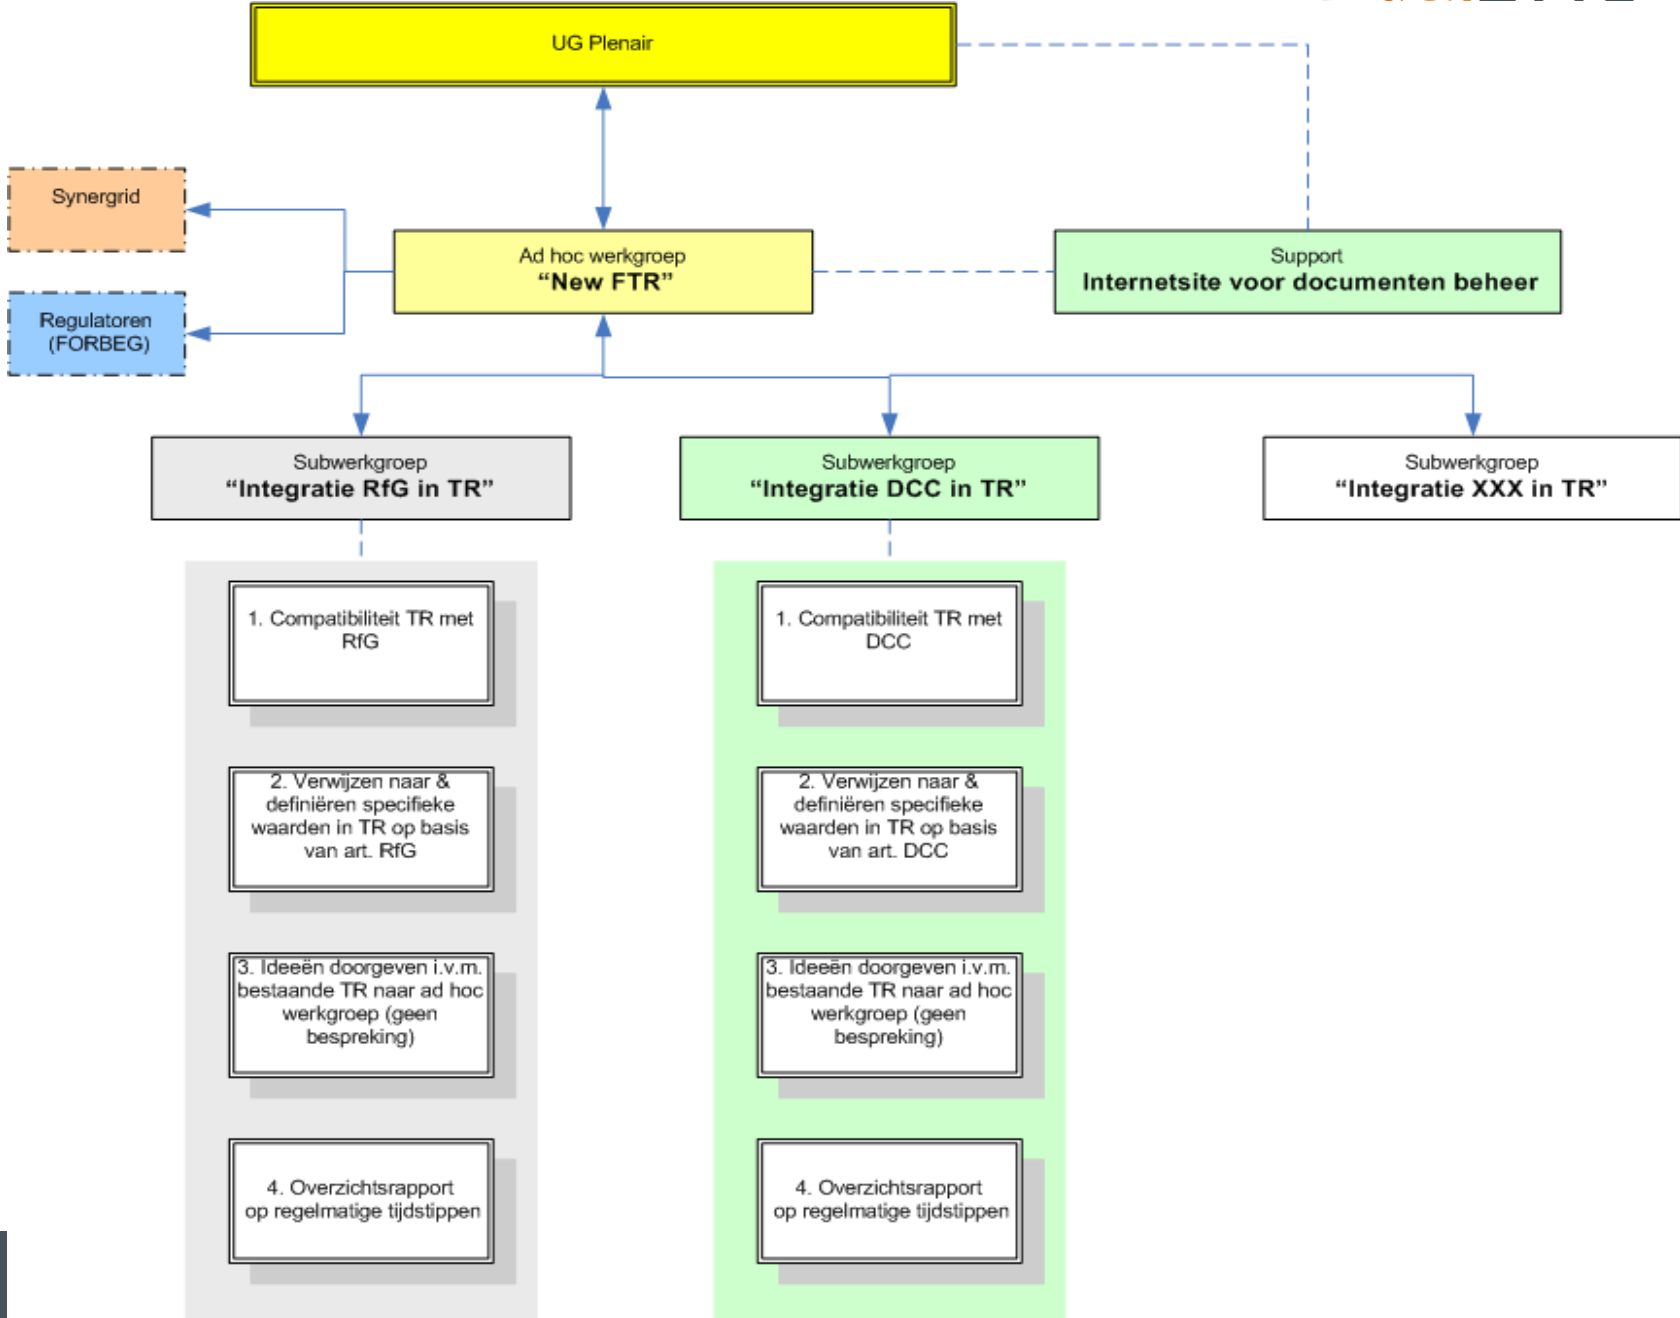 UG Plenair
Synergrid
Ad hoc werkgroep
“New FTR”
Support
Internetsite voor documenten beheer
Regulatoren
(FORBEG)
Subwerkgroep
“Integratie RfG in TR”
Subwerkgroep
“Integratie DCC in TR”
Subwerkgroep
“Integratie XXX in TR”
1. Compatibiliteit TR met
RfG
2. Verwijzen naar &
definiëren specifieke
waarden in TR op basis
van art. RfG
3. Ideeën doorgeven i.v.m.
bestaande TR naar ad hoc
werkgroep (geen
bespreking)
4. Overzichtsrapport
op regelmatige tijdstippen
1. Compatibiliteit TR met
DCC
2. Verwijzen naar &
definiëren specifieke
waarden in TR op basis
van art. DCC
3. Ideeën doorgeven i.v.m.
bestaande TR naar ad hoc
werkgroep (geen
bespreking)
4. Overzichtsrapport
op regelmatige tijdstippen